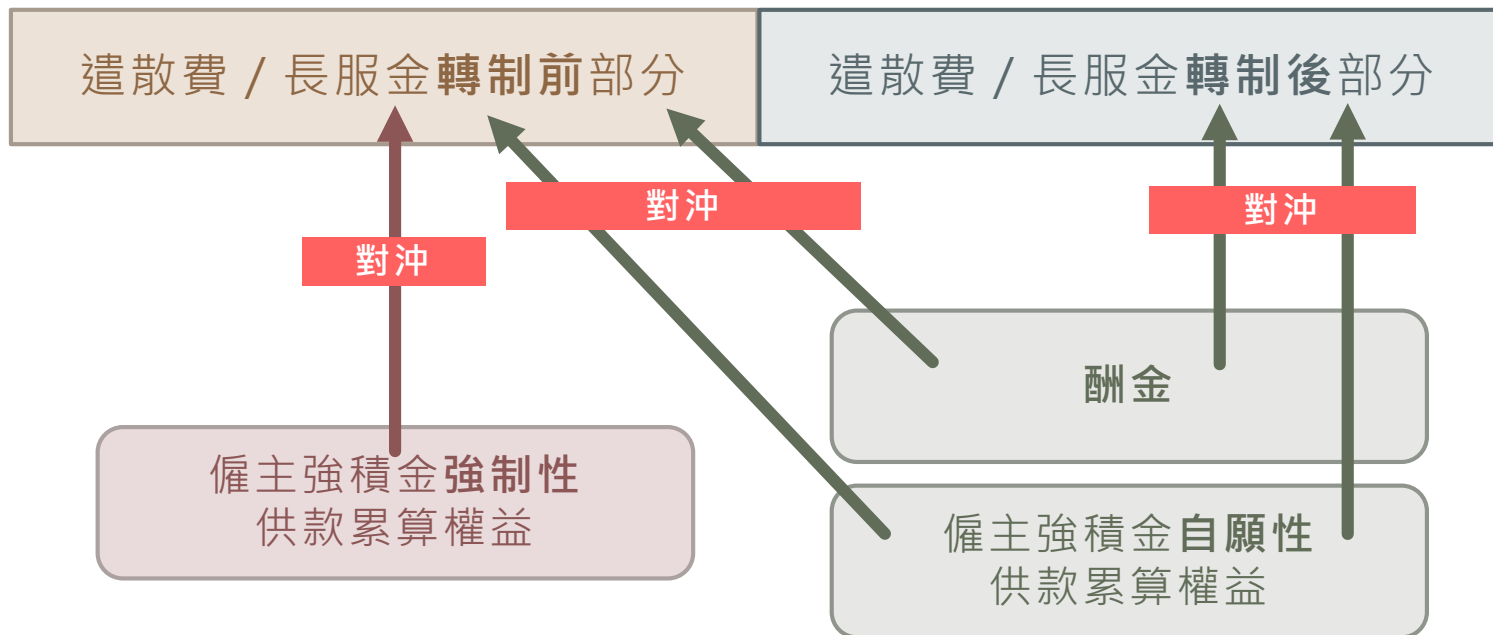 遣散費 / 長服金轉制前部分
遣散費 / 長服金轉制後部分
對沖
對沖
對沖
酬金
僱主強積金強制性
供款累算權益
僱主強積金自願性
供款累算權益